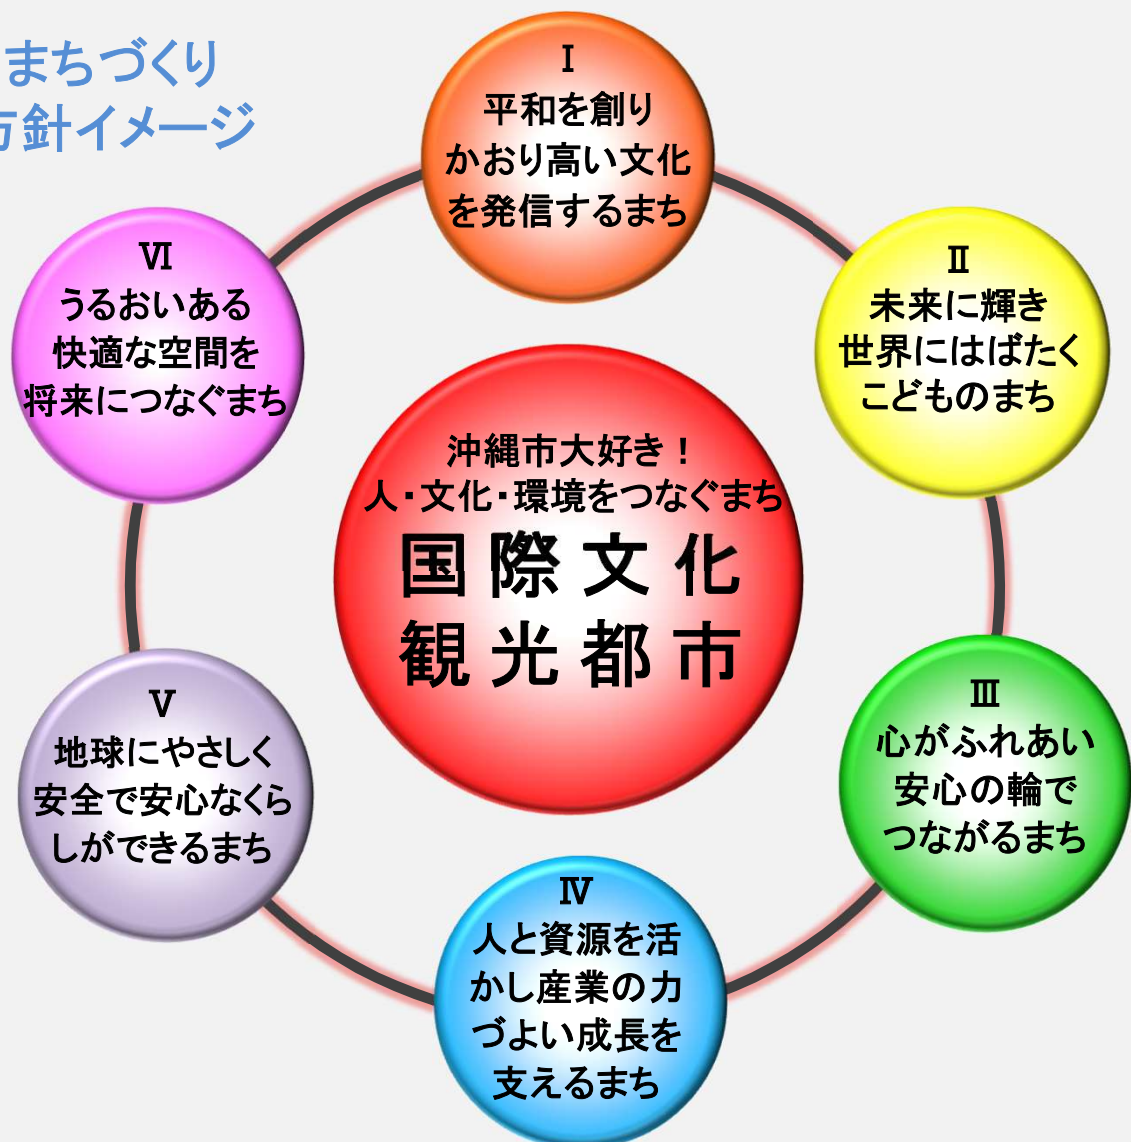 まちづくり
方針イメージ
Ⅰ
平和を創り
かおり高い文化
を発信するまち
Ⅱ
未来に輝き
世界にはばたく
こどものまち
Ⅲ
心がふれあい
安心の輪で
つながるまち
Ⅳ
人と資源を活
かし産業の力
づよい成長を
支えるまち
Ⅴ
地球にやさしく
安全で安心なくら
しができるまち
Ⅵ
うるおいある
快適な空間を
将来につなぐまち
沖縄市大好き！
人・文化・環境をつなぐまち
国際文化
観光都市